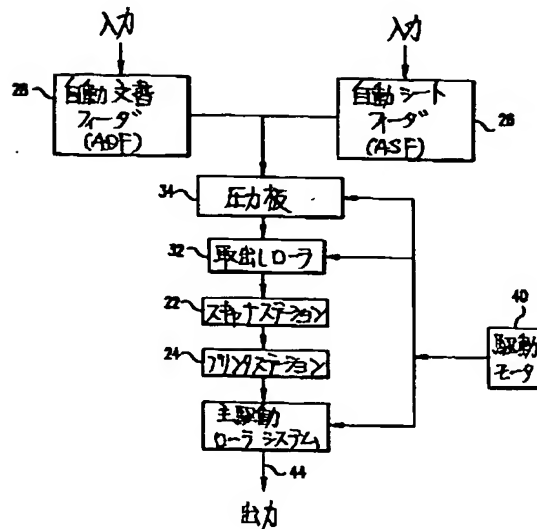 入力
入力
28
自動文書
フィーダ
(ADF)
自動シート
フィーダ
(ASF)
26
34
圧力板
32
取出しローラ
22
スキャナステーション
24
プリンタステーション
40
駆動
モータ
主駆動
ローラシステム
44
出力